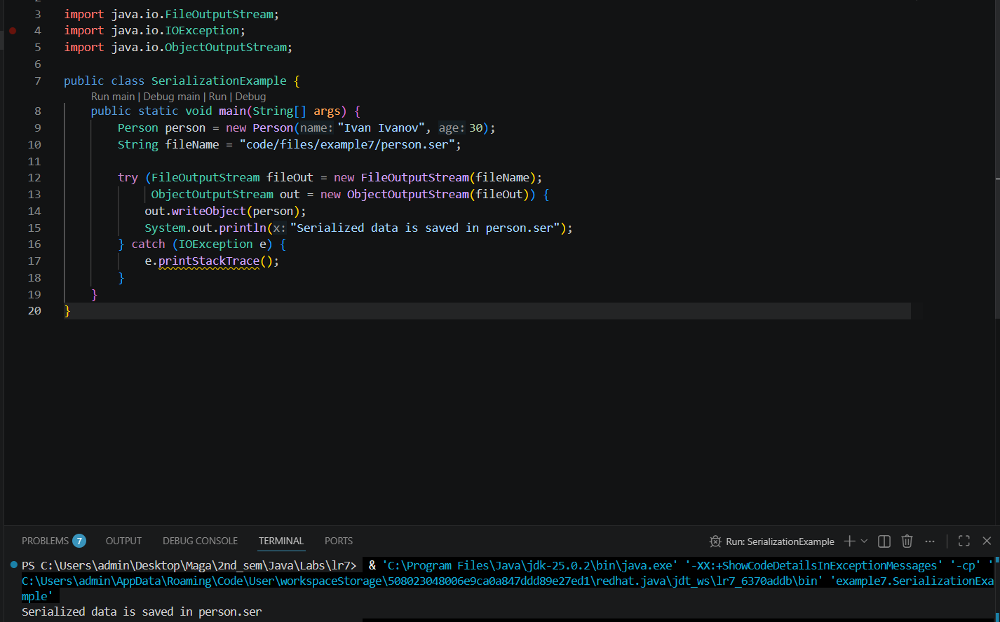 3 import java.io.FileOutputStream;
4 import java.io.IOException;
5 import java.io.ObjectOutputStream;
6
7 public class SerializationExample {
Run main | Debug main | Run | Debug
8 public static void main(String[] args) {
9 Person person = new Person(name: "Ivan Ivanov", age: 30);
10 String fileName = "code/files/example7/person.ser";
11
12 try (FileOutputStream fileOut = new FileOutputStream(fileName);
13 ObjectOutputStream out = new ObjectOutputStream(fileOut)) {
14 out.writeObject(person);
15 System.out.println(x: "Serialized data is saved in person.ser");
16 } catch (IOException e) {
17 e.printStackTrace();
18 }
19 }
20 }
PROBLEMS 7 OUTPUT DEBUG CONSOLE TERMINAL PORTS Run: SerializationExample
PS C:\Users\admin\Desktop\Maga\2nd_sem\Java\Labs\lr7> & 'C:\Program Files\Java\jdk-25.0.2\bin\java.exe' '-XX:+ShowCodeDetailsInExceptionMessages' '-cp' '
C:\Users\admin\AppData\Roaming\Code\User\workspaceStorage\508023048006e9ca0a847ddd89e27ed1\redhat.java\jdt_ws\lr7_6370addb\bin' 'example7.SerializationExa
mple'
Serialized data is saved in person.ser